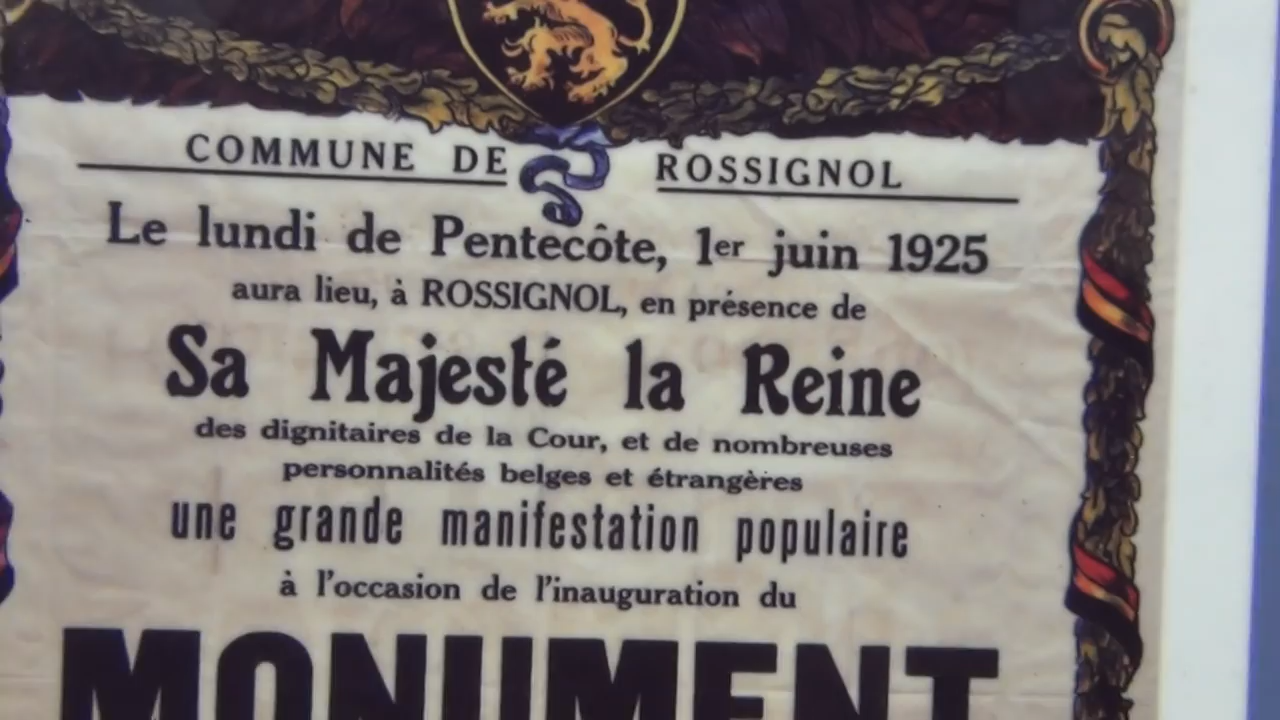 COMMUNE DE ROSSIGNOL
Le lundi de Pentecôte, 1er juin 1925
aura lieu, à ROSSIGNOL, en présence de
Sa Majesté la Reine
des dignitaires de la Cour, et de nombreuses
personnalités belges et étrangères
une grande manifestation populaire
à l'occasion de l'inauguration du
MONUMENT